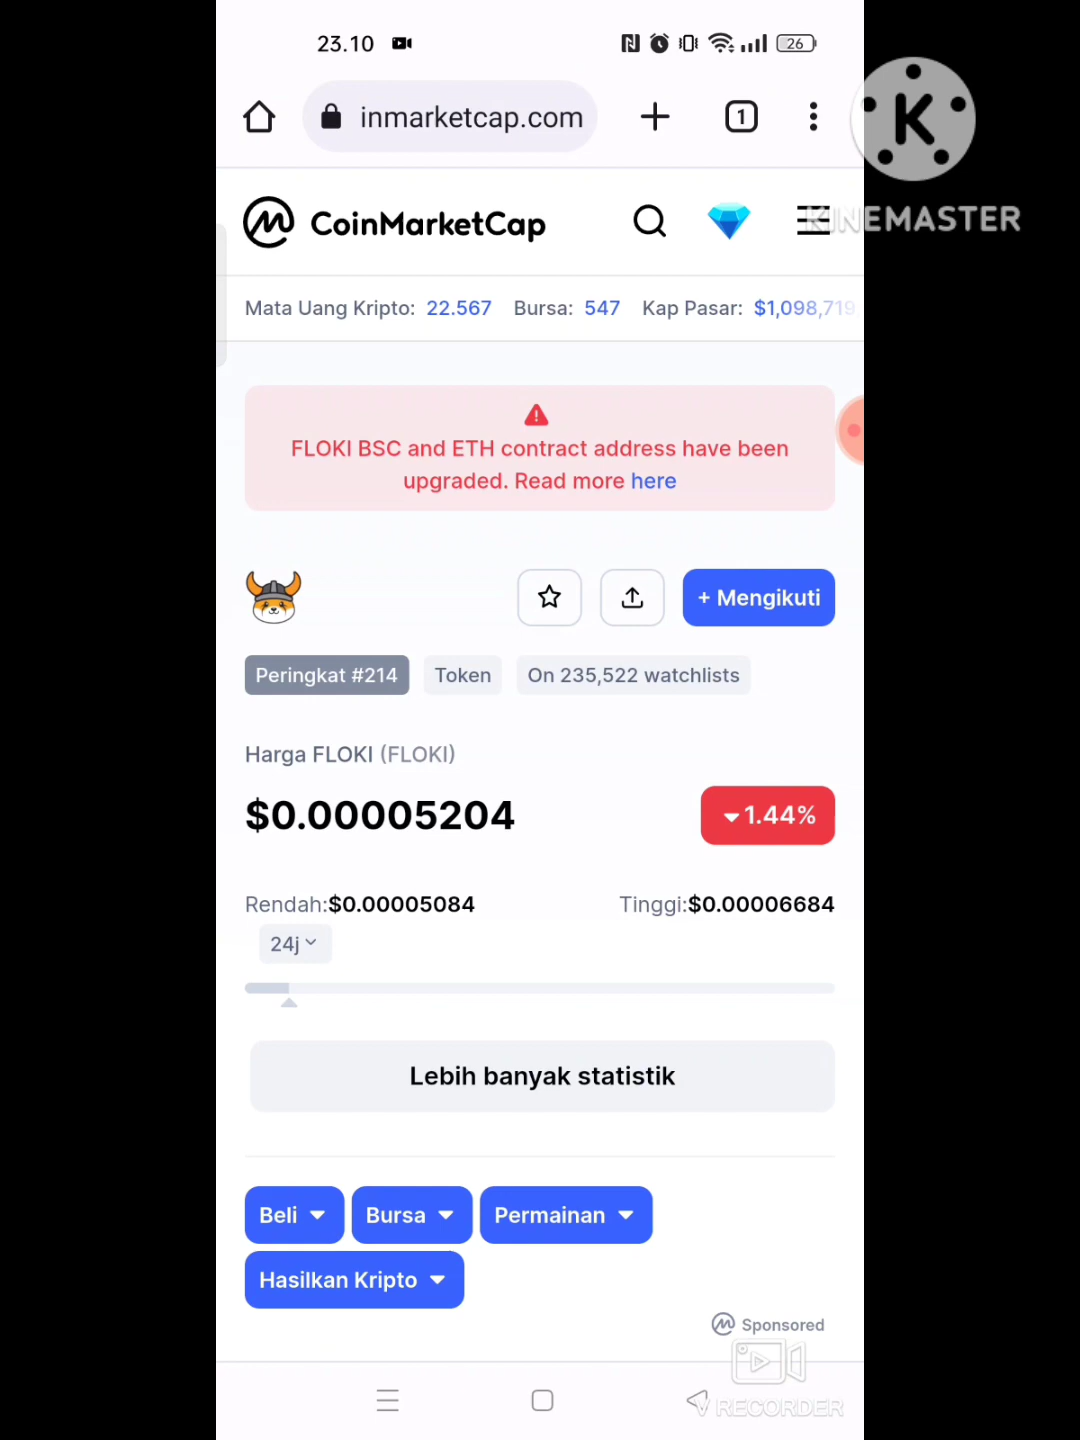 23.10
26
inmarketcap.com
1
K
KINEMASTER
CoinMarketCap
Mata Uang Kripto: 22.567 Bursa: 547 Kap Pasar: $1,098,719
FLOKI BSC and ETH contract address have been
upgraded. Read more here
+ Mengikuti
Peringkat #214
Token
On 235,522 watchlists
Harga FLOKI (FLOKI)
$0.00005204
1.44%
Rendah:$0.00005084
Tinggi:$0.00006684
24j
Lebih banyak statistik
Beli
Bursa
Permainan
Hasilkan Kripto
Sponsored
V RECORDER